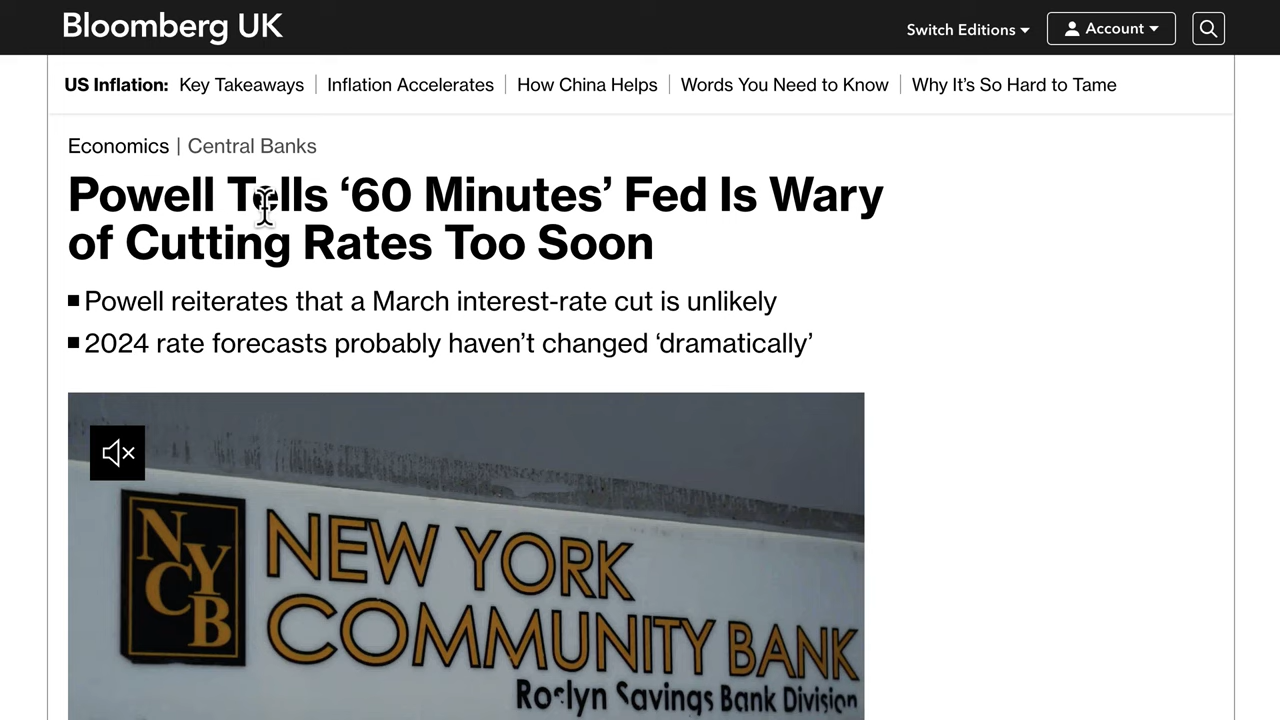 Bloomberg UK
Switch Editions
Account
US Inflation: Key Takeaways | Inflation Accelerates | How China Helps | Words You Need to Know | Why It's So Hard to Tame
Economics | Central Banks
Powell Tells ‘60 Minutes’ Fed Is Wary
of Cutting Rates Too Soon
Powell reiterates that a March interest-rate cut is unlikely
2024 rate forecasts probably haven’t changed ‘dramatically’
NYCB
NEW YORK
COMMUNITY BANK
Roslyn Savings Bank Division